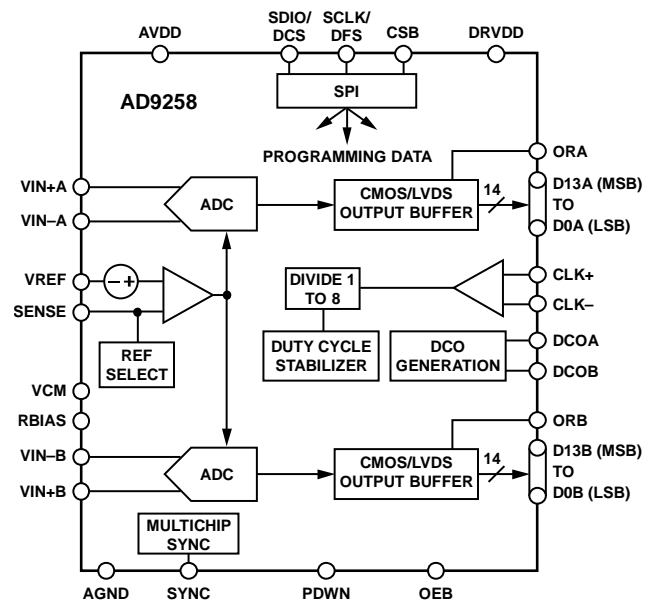 SDIO/
DCS
SCLK/
DFS
CSB
AVDD
DRVDD
AD9258
SPI
PROGRAMMING DATA
ORA
VIN+A
ADC
CMOS/LVDS
OUTPUT BUFFER
14
D13A (MSB)
TO
D0A (LSB)
VIN–A
VREF
– +
SENSE
REF
SELECT
DIVIDE 1
TO 8
CLK+
CLK–
DUTY CYCLE
STABILIZER
DCO
GENERATION
DCOA
DCOB
VCM
RBIAS
ORB
VIN–B
ADC
CMOS/LVDS
OUTPUT BUFFER
14
D13B (MSB)
TO
D0B (LSB)
VIN+B
MULTICHIP
SYNC
AGND
SYNC
PDWN
OEB